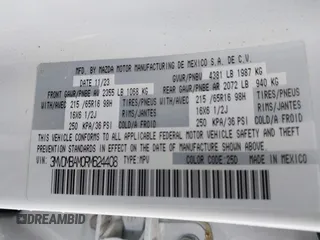 MFD. BY MAZDA MOTOR MANUFACTURING DE MEXICO S.A. DE C.V.
DATE 11/23 GVWR/PNBV 4381 LB 1987 KG
FRONT GAWR/PNBE AV 2355 LB 1068 KG REAR GAWR/PNBE AR 2072 LB 940 KG
WITH/AVEC 215 /65R16 98H TIRES/PNEUS WITH/AVEC 215 /65R16 98H TIRES/PNEUS
16X6 1/2J RIMS/JANTES 16X6 1/2J RIMS/JANTES
250 KPA/36 PSI COLD/A FROID 250 KPA/36 PSI COLD/A FROID
THIS VEHICLE CONFORMS TO ALL APPLICABLE FEDERAL MOTOR VEHICLE SAFETY, BUMPER AND THEFT PREVENTION STANDARDS IN
EFFECT ON THE DATE OF MANUFACTURE SHOWN ABOVE.
VIN: 3MVDMBAM0RM624408 TYPE: MPV COLOR CODE: 25D MADE IN MEXICO
DREAMBID